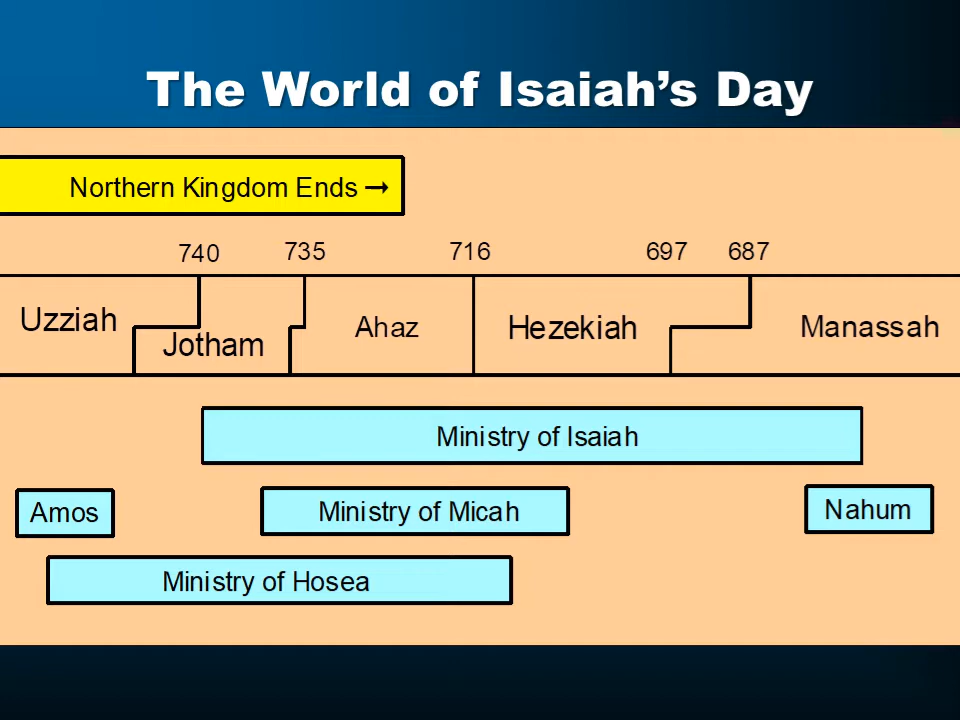 The World of Isaiah’s Day
Northern Kingdom Ends →
740 735 716 697 687
Uzziah Jotham Ahaz Hezekiah Manassah
Ministry of Isaiah
Amos Ministry of Micah Nahum
Ministry of Hosea